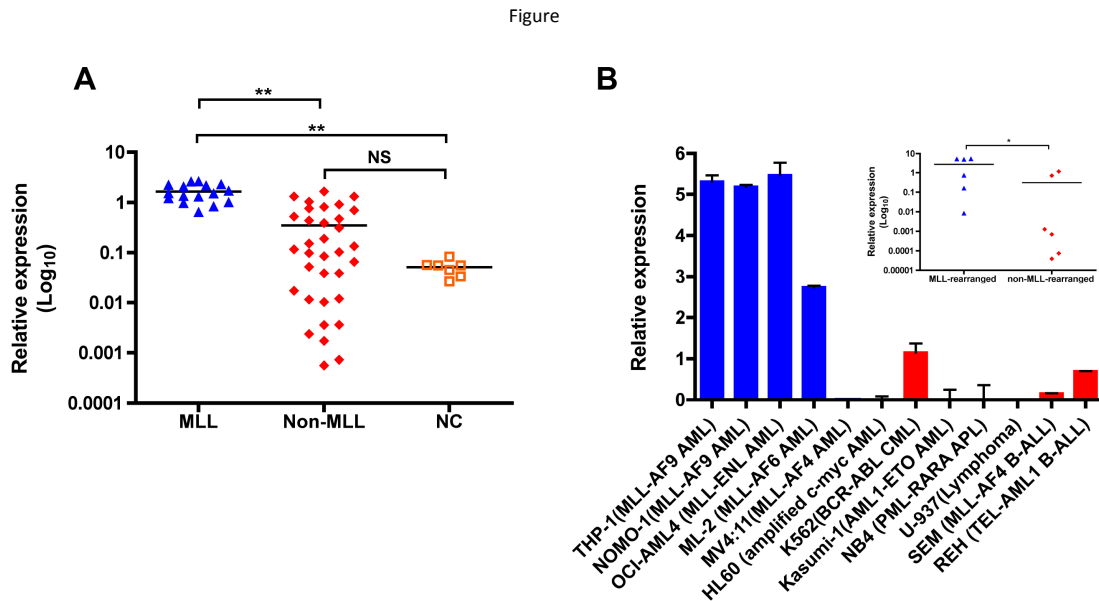 Figure
A
**
**
NS
Relative expression
(Log10)
10
1
0.1
0.01
0.001
0.0001
MLL
Non-MLL
NC
B
Relative expression
6
5
4
3
2
1
0
THP-1(MLL-AF9 AML)
NOMO-1(MLL-AF9 AML)
OCI-AML4 (MLL-ENL AML)
ML-2 (MLL-AF6 AML)
MV4:11(MLL-AF4 AML)
HL60 (amplified c-myc AML)
K562(BCR-ABL CML)
Kasumi-1(AML1-ETO AML)
NB4 (PML-RARA APL)
U-937(Lymphoma)
SEM (MLL-AF4 B-ALL)
REH (TEL-AML1 B-ALL)
*
Relative expression
(Log10)
10
1
0.1
0.01
0.001
0.0001
0.00001
MLL-rearranged
non-MLL-rearranged